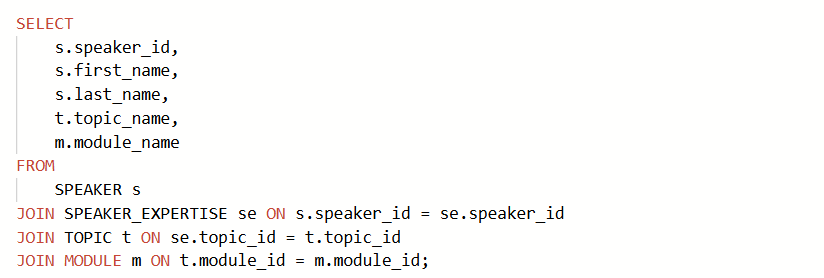 SELECT
s.speaker_id,
s.first_name,
s.last_name,
t.topic_name,
m.module_name
FROM
SPEAKER s
JOIN SPEAKER_EXPERTISE se ON s.speaker_id = se.speaker_id
JOIN TOPIC t ON se.topic_id = t.topic_id
JOIN MODULE m ON t.module_id = m.module_id;